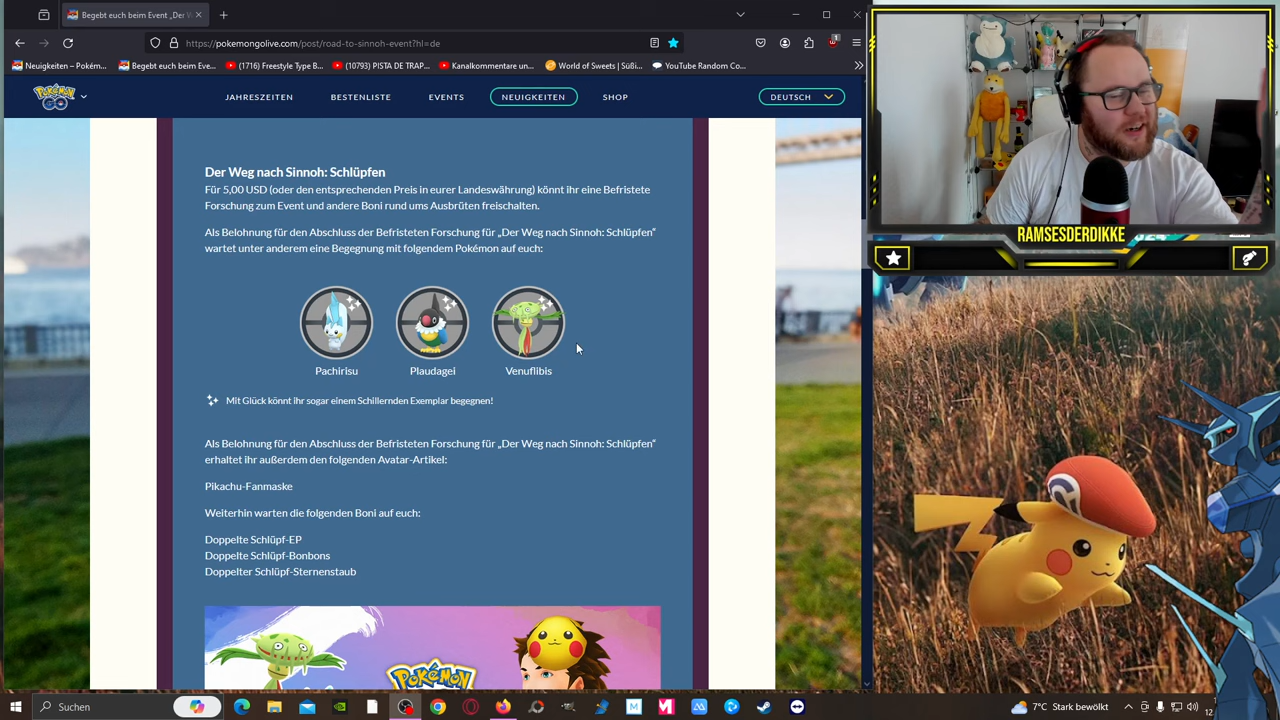 Begebt euch beim Event „Der W
https://pokemongolive.com/post/road-to-sinnoh-event?hl=de
Neuigkeiten – Pokém...
Begebt euch beim Eve...
(1716) Freestyle Type B...
(10793) PISTA DE TRAP...
Kanalkommentare un...
World of Sweets | Süßi...
YouTube Random Co...
Pokémon GO
JAHRESZEITEN
BESTENLISTE
EVENTS
NEUIGKEITEN
SHOP
DEUTSCH
Der Weg nach Sinnoh: Schlüpfen
Für 5,00 USD (oder den entsprechenden Preis in eurer Landeswährung) könnt ihr eine Befristete
Forschung zum Event und andere Boni rund ums Ausbrüten freischalten.
Als Belohnung für den Abschluss der Befristeten Forschung für „Der Weg nach Sinnoh: Schlüpfen“
wartet unter anderem eine Begegnung mit folgendem Pokémon auf euch:
Pachirisu
Plaudagei
Venuflibis
Mit Glück könnt ihr sogar einem Schillernden Exemplar begegnen!
Als Belohnung für den Abschluss der Befristeten Forschung für „Der Weg nach Sinnoh: Schlüpfen“
erhaltet ihr außerdem den folgenden Avatar-Artikel:
Pikachu-Fanmaske
Weiterhin warten die folgenden Boni auf euch:
Doppelte Schlüpf-EP
Doppelte Schlüpf-Bonbons
Doppelter Schlüpf-Sternenstaub
Pokémon
RAMSESDERDIKKE
Suchen
7°C Stark bewölkt
12